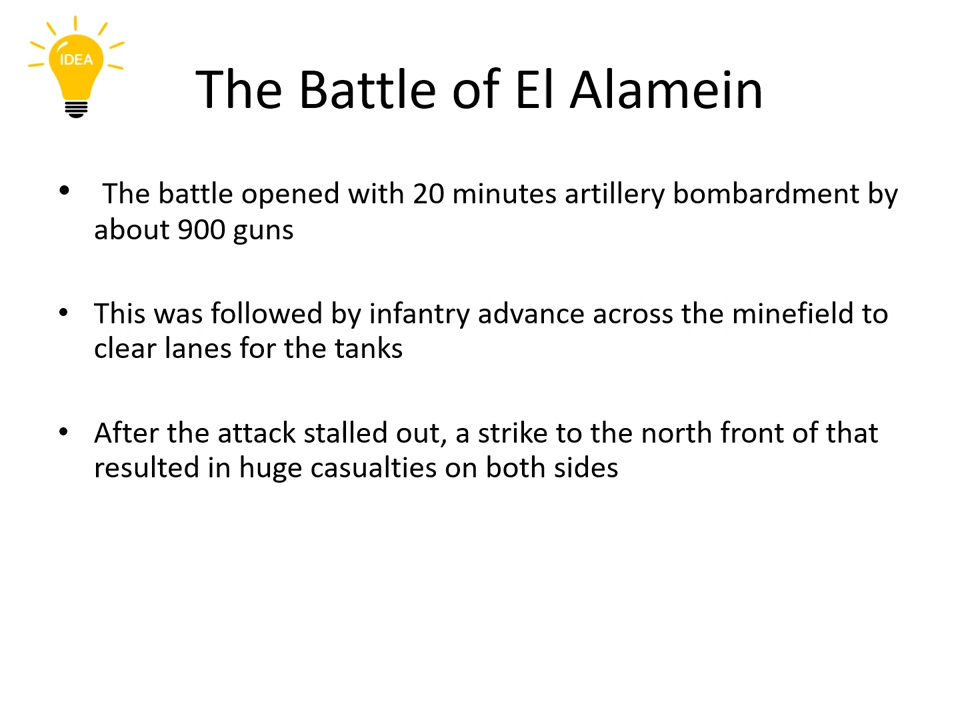 IDEA
The Battle of El Alamein
• The battle opened with 20 minutes artillery bombardment by
about 900 guns
• This was followed by infantry advance across the minefield to
clear lanes for the tanks
• After the attack stalled out, a strike to the north front of that
resulted in huge casualties on both sides